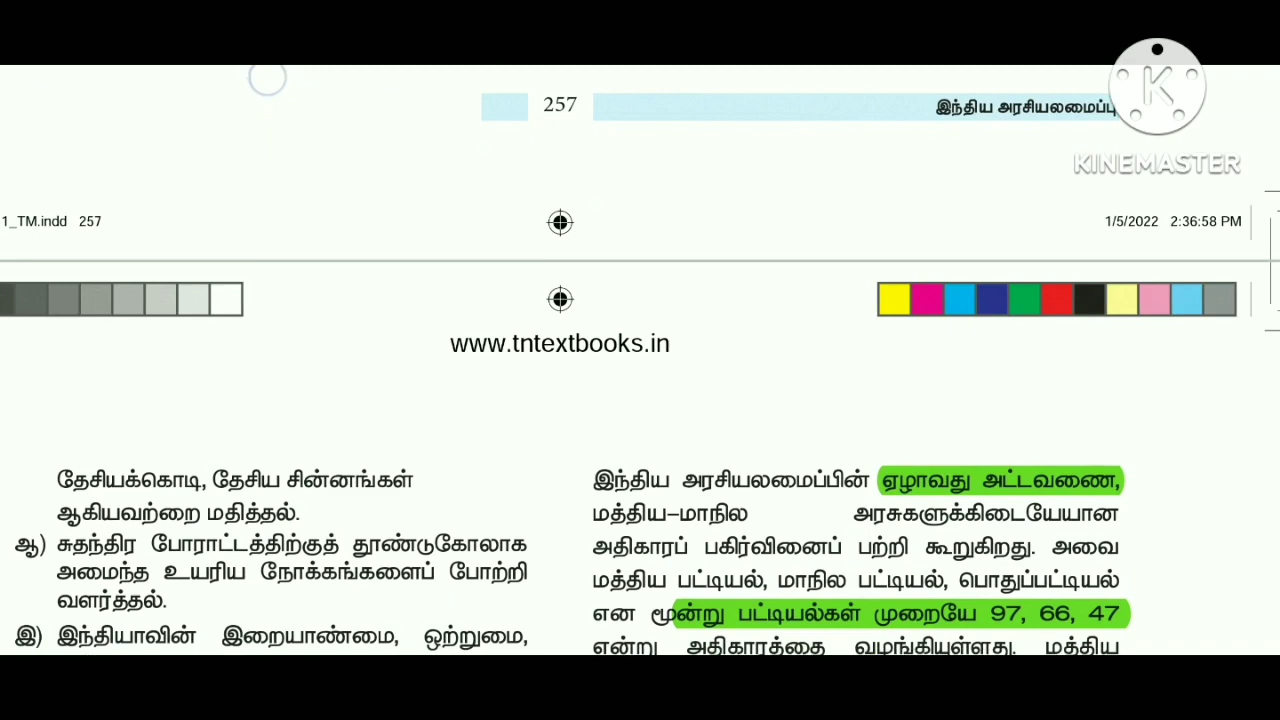 257
இந்திய அரசியலமைப்பு
KINEMASTER
1_TM.indd 257
1/5/2022 2:36:58 PM
www.tntextbooks.in
தேசியக்கொடி, தேசிய சின்னங்கள்
ஆகியவற்றை மதித்தல்.
ஆ) சுதந்திர போராட்டத்திற்குத் தூண்டுகோலாக
அமைந்த உயரிய நோக்கங்களைப் போற்றி
வளர்த்தல்.
இ) இந்தியாவின் இறையாண்மை, ஒற்றுமை,
இந்திய அரசியலமைப்பின் ஏழாவது அட்டவணை,
மத்திய–மாநில அரசுகளுக்கிடையேயான
அதிகாரப் பகிர்வினைப் பற்றி கூறுகிறது. அவை
மத்திய பட்டியல், மாநில பட்டியல், பொதுப்பட்டியல்
என மூன்று பட்டியல்கள் முறையே 97, 66, 47
என்று அதிகாரத்தை வழங்கியுள்ளது. மத்திய